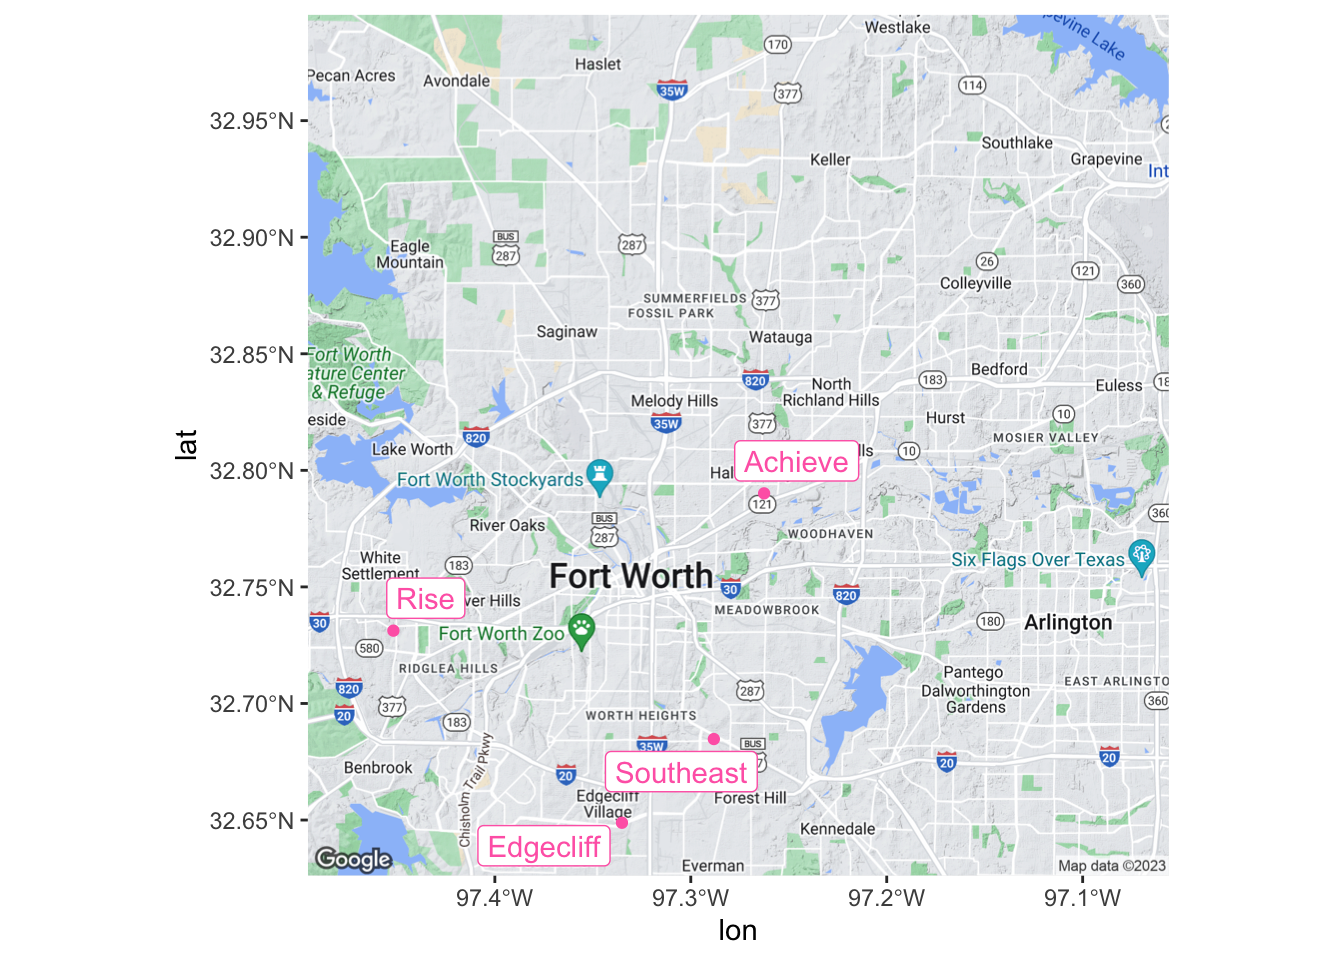 Westlake
Grapevine Lake
170
Haslet
Pecan Acres
Avondale
35W
377
114
32.95°N
Southlake
Keller
Grapevine
Int
32.90°N
BUS
287
287
Eagle
Mountain
26
Colleyville
121
360
SUMMERFIELDS
FOSSIL PARK
377
Saginaw
Watauga
32.85°N
Fort Worth
ature Center
& Refuge
820
North
Richland Hills
183
Bedford
Euless
18
Melody Hills
eside
35W
377
Hurst
10
MOSIER VALLEY
820
Lake Worth
10
lls
Achieve
32.80°N
Hal
Fort Worth Stockyards
121
River Oaks
BUS
287
WOODHAVEN
360
White
Settlement
183
Fort Worth
Six Flags Over Texas
32.75°N
30
820
Rise
ver Hills
MEADOWBROOK
30
180
Arlington
Fort Worth Zoo
580
RIDGLEA HILLS
Pantego
Dalworthington
Gardens
EAST ARLINGTO
820
287
360
32.70°N
377
20
183
WORTH HEIGHTS
35W
BUS
Chisholm Trail Pkwy
Benbrook
20
Southeast
20
20
Edgecliff
Village
Forest Hill
32.65°N
Kennedale
Edgecliff
Everman
Google
Map data ©2023
97.4°W
97.3°W
97.2°W
97.1°W
lat
lon